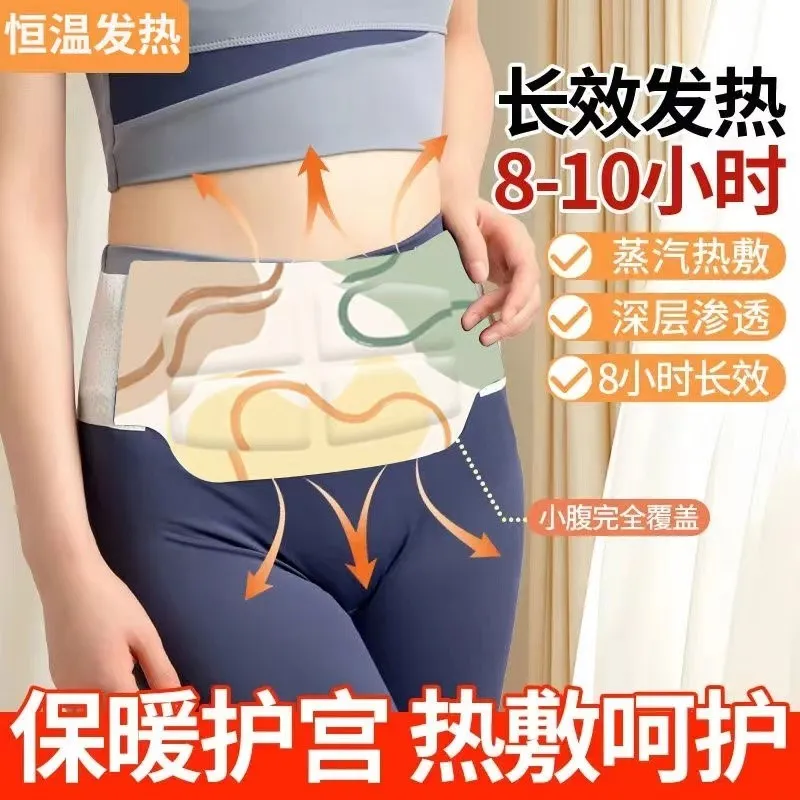 恒温发热
长效发热
8-10小时
蒸汽热敷
深层渗透
8小时长效
小腹完全覆盖
保暖护宫 热敷呵护